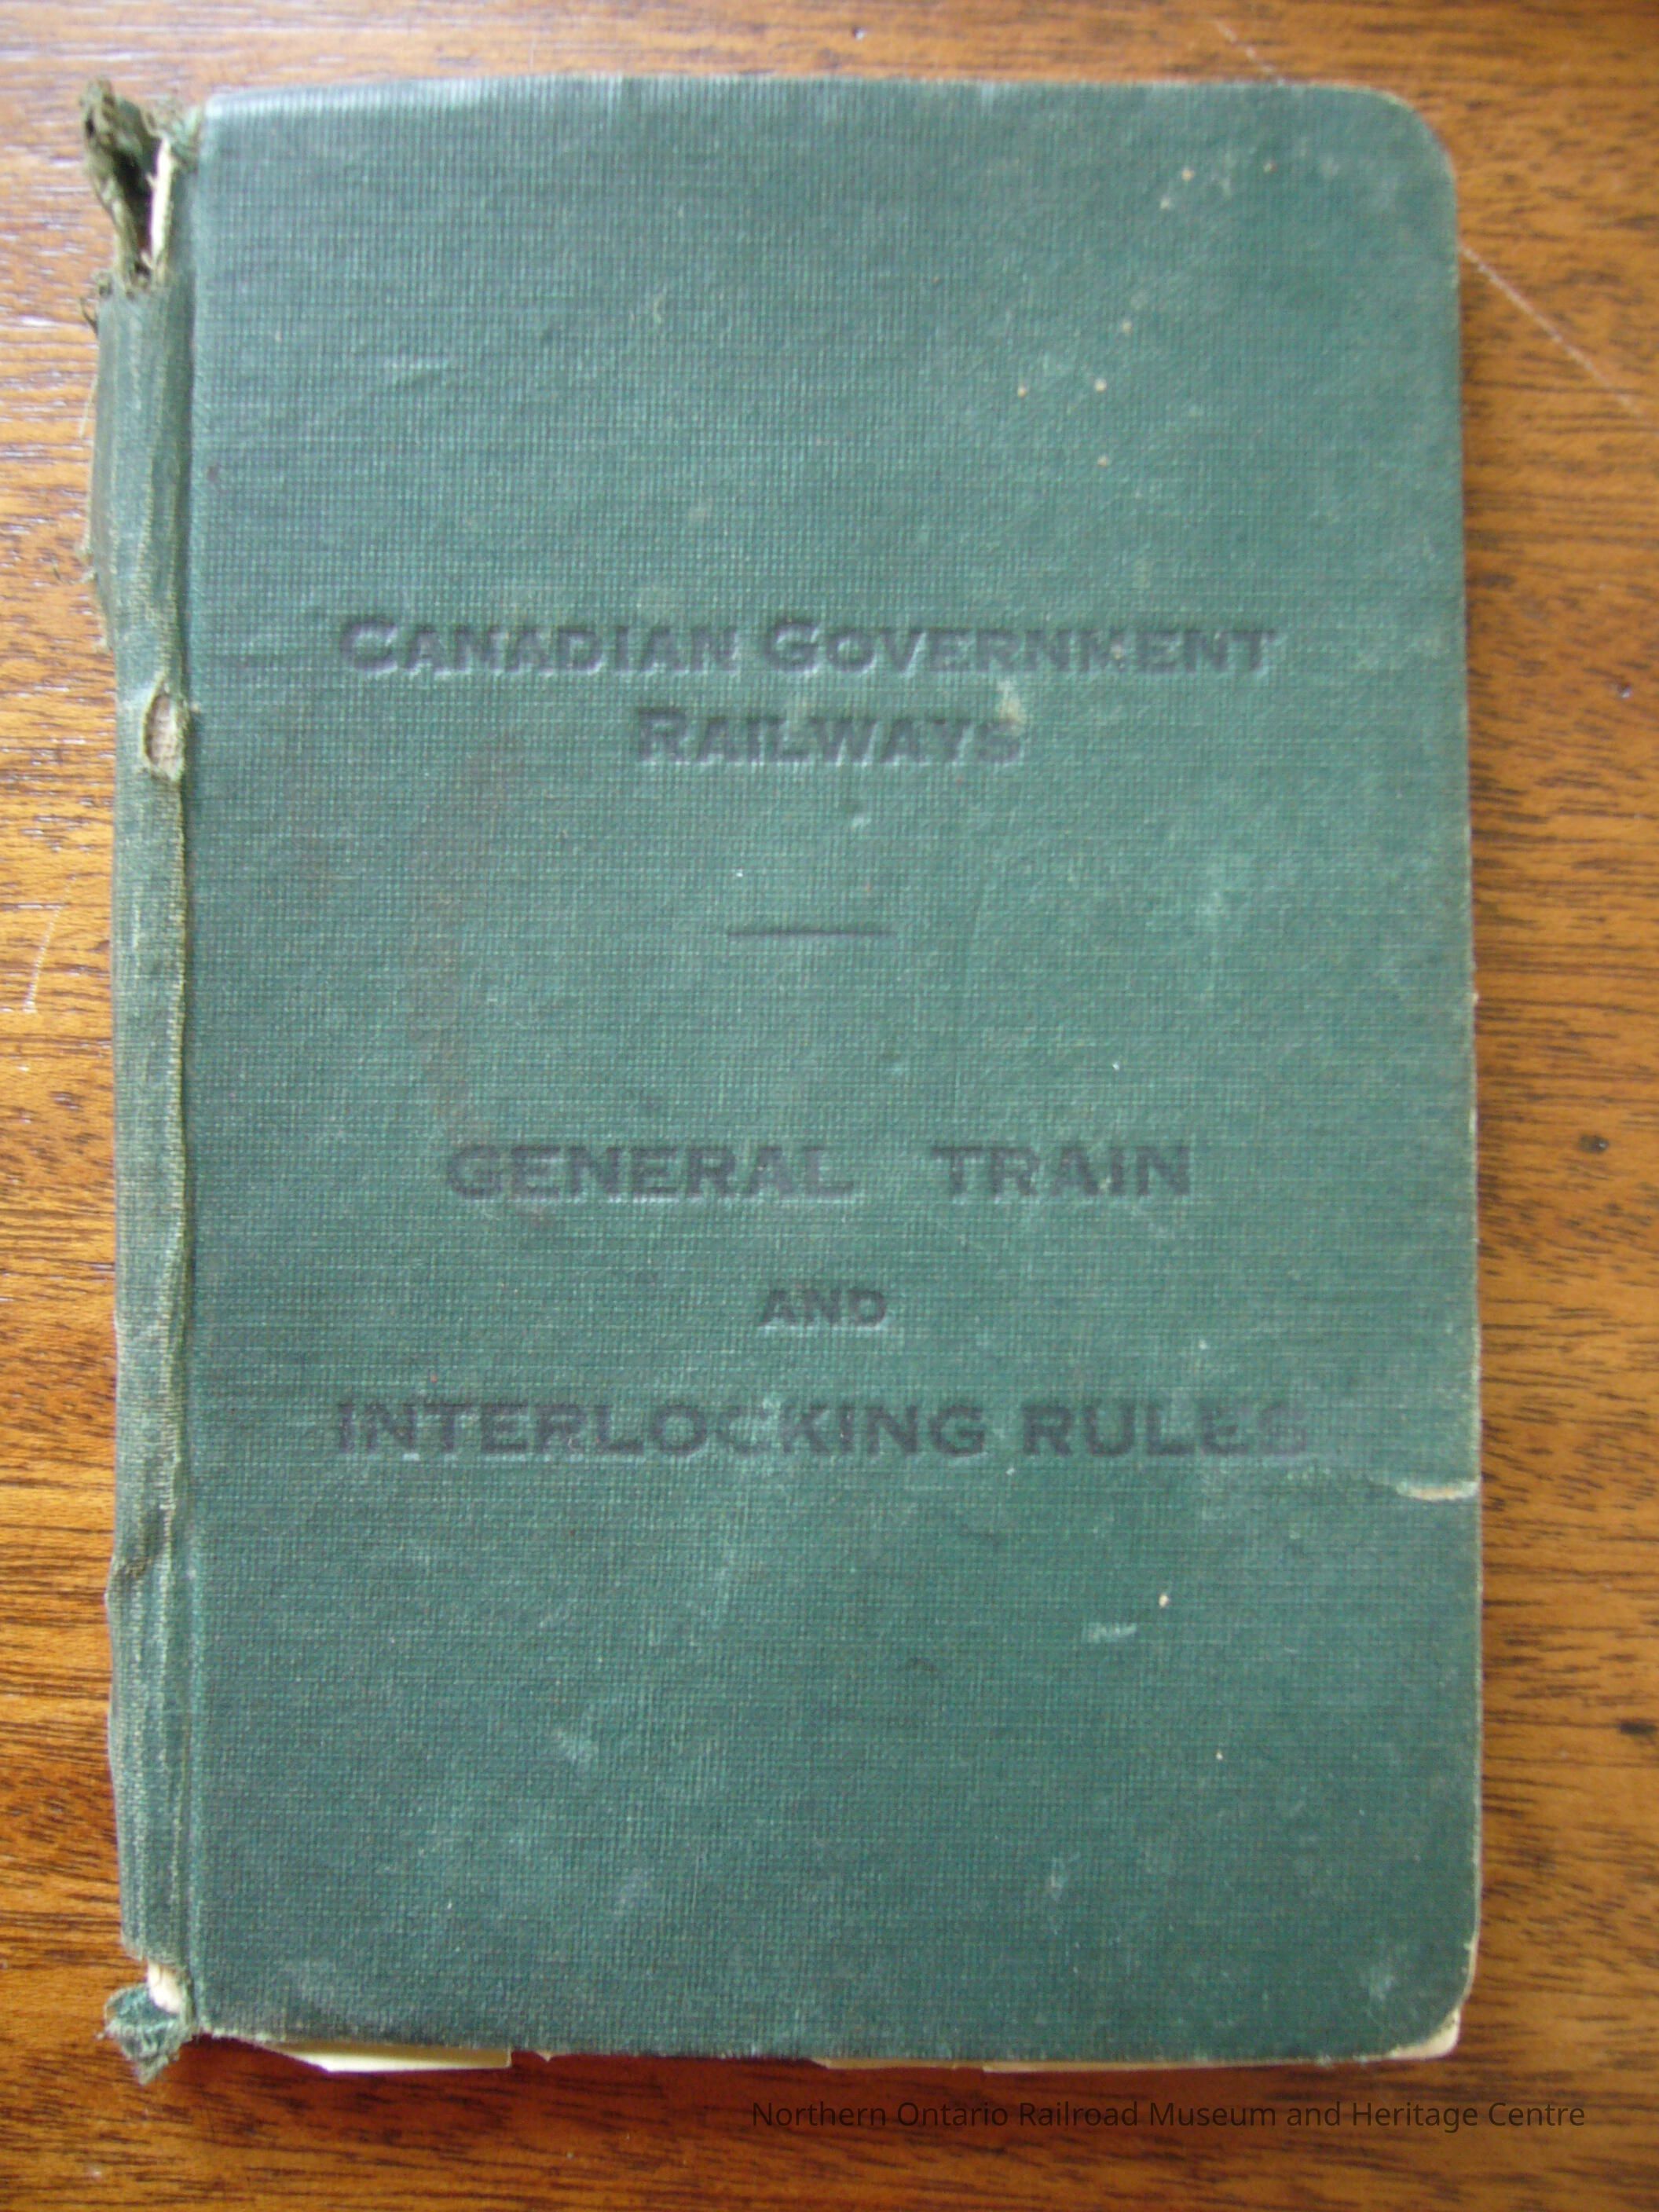 CANADIAN GOVERNMENT
RAILWAYS
GENERAL TRAIN
AND
INTERLOCKING RULES
Northern Ontario Railroad Museum and Heritage Centre